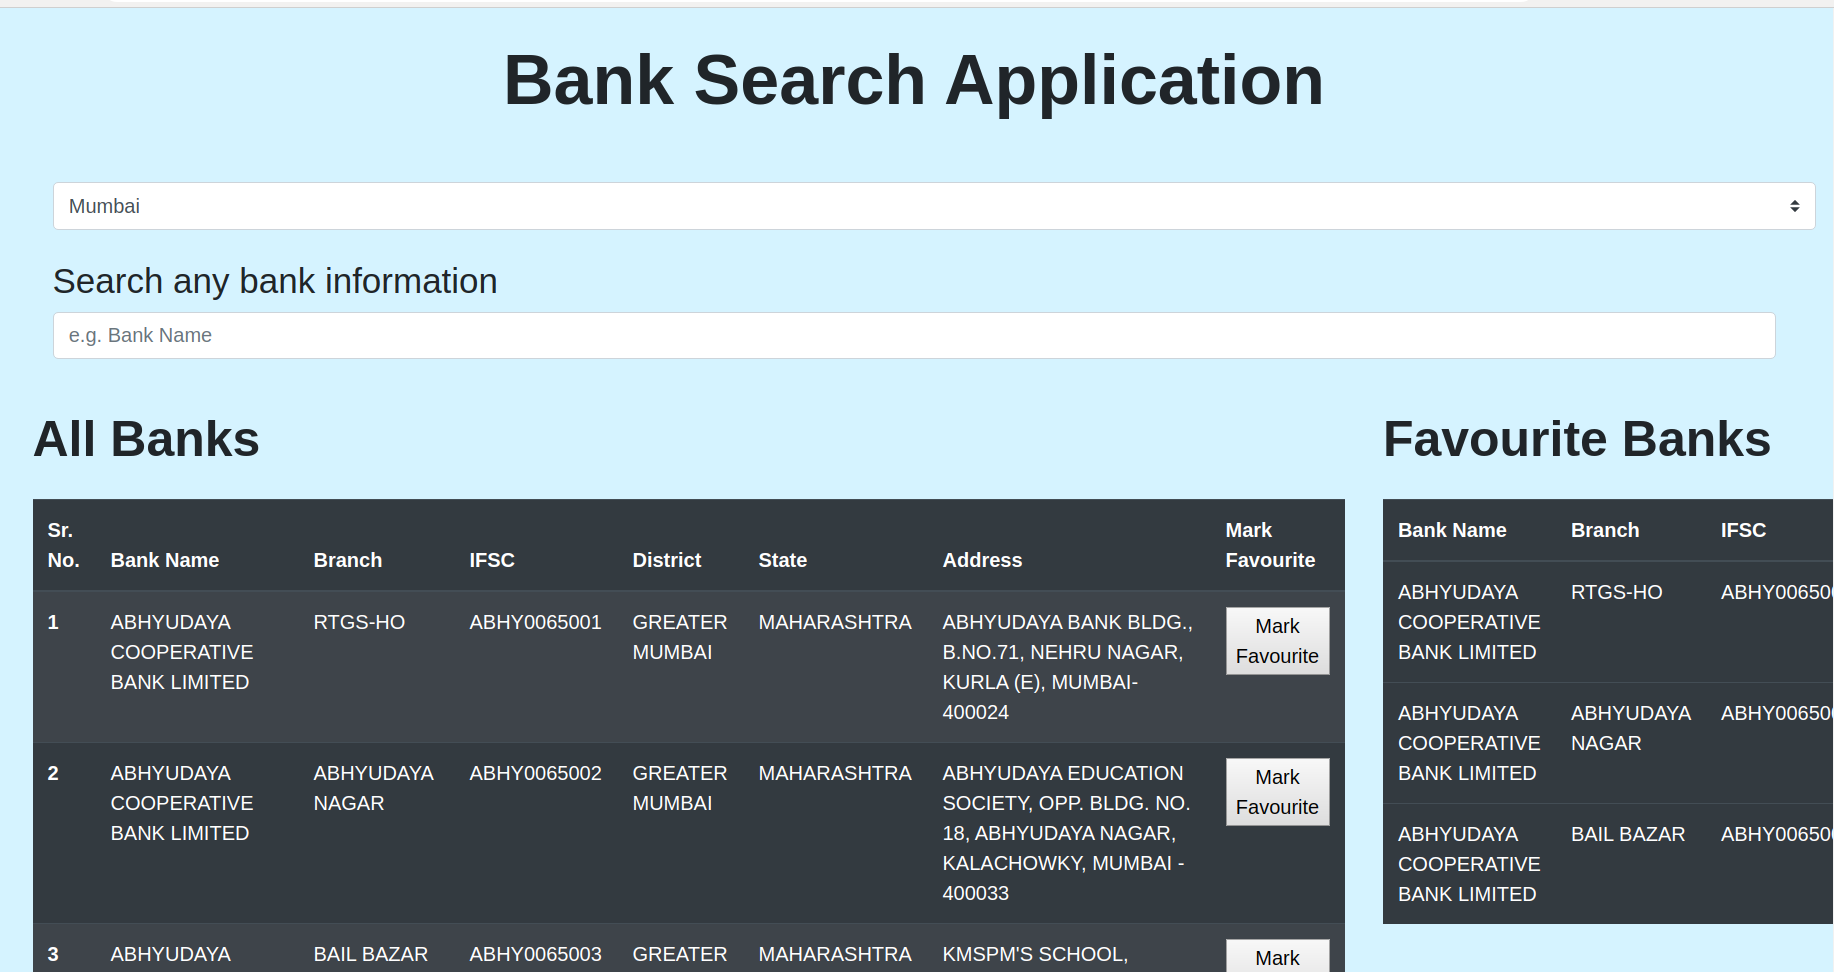 Bank Search Application
Mumbai
Search any bank information
e.g. Bank Name
All Banks
Sr. No. Bank Name Branch IFSC District State Address Mark Favourite
1 ABHYUDAYA COOPERATIVE BANK LIMITED RTGS-HO ABHY0065001 GREATER MUMBAI MAHARASHTRA ABHYUDAYA BANK BLDG., B.NO.71, NEHRU NAGAR, KURLA (E), MUMBAI-400024 Mark Favourite
2 ABHYUDAYA COOPERATIVE BANK LIMITED ABHYUDAYA NAGAR ABHY0065002 GREATER MUMBAI MAHARASHTRA ABHYUDAYA EDUCATION SOCIETY, OPP. BLDG. NO. 18, ABHYUDAYA NAGAR, KALACHOWKY, MUMBAI - 400033 Mark Favourite
3 ABHYUDAYA BAIL BAZAR ABHY0065003 GREATER MAHARASHTRA KMSPM'S SCHOOL, Mark
Favourite Banks
Bank Name Branch IFSC
ABHYUDAYA COOPERATIVE BANK LIMITED RTGS-HO ABHY00650
ABHYUDAYA COOPERATIVE BANK LIMITED ABHYUDAYA NAGAR ABHY00650
ABHYUDAYA COOPERATIVE BANK LIMITED BAIL BAZAR ABHY00650